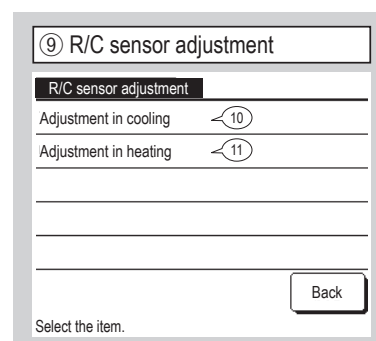 ⑨ R/C sensor adjustment
R/C sensor adjustment
Adjustment in cooling 10
Adjustment in heating 11
Back
Select the item.